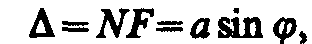 Δ = NF = a sin φ,